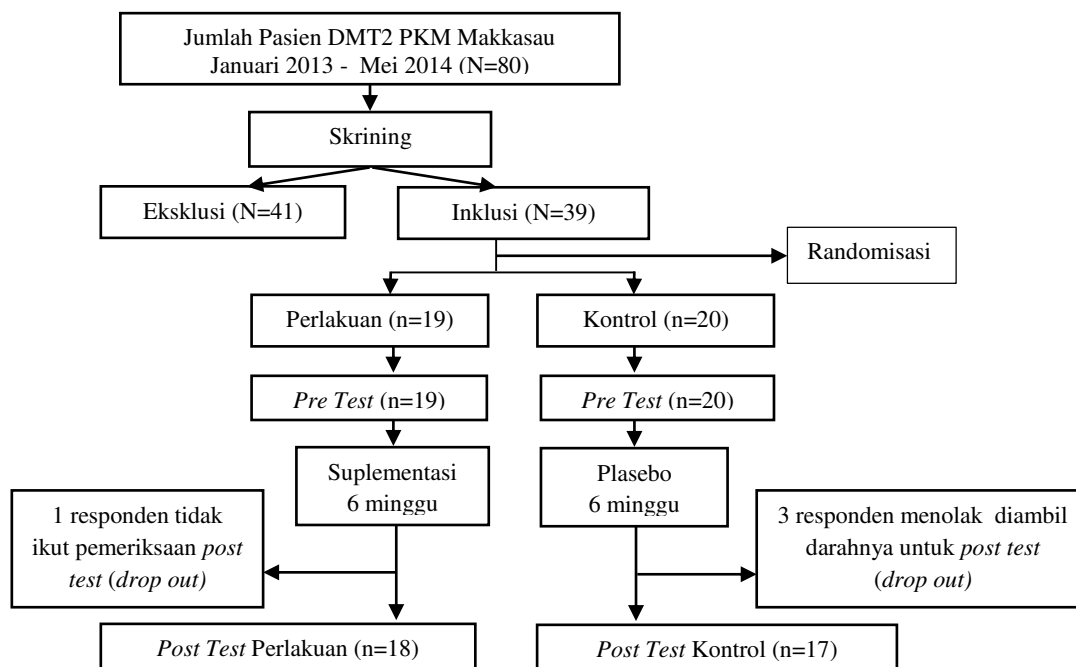 Jumlah Pasien DMT2 PKM Makkasau
Januari 2013 - Mei 2014 (N=80)
Skrining
Eksklusi (N=41)
Inklusi (N=39)
Randomisasi
Perlakuan (n=19)
Kontrol (n=20)
Pre Test (n=19)
Pre Test (n=20)
Suplementasi
6 minggu
Plasebo
6 minggu
1 responden tidak
ikut pemeriksaan post
test (drop out)
3 responden menolak diambil
darahnya untuk post test
(drop out)
Post Test Perlakuan (n=18)
Post Test Kontrol (n=17)